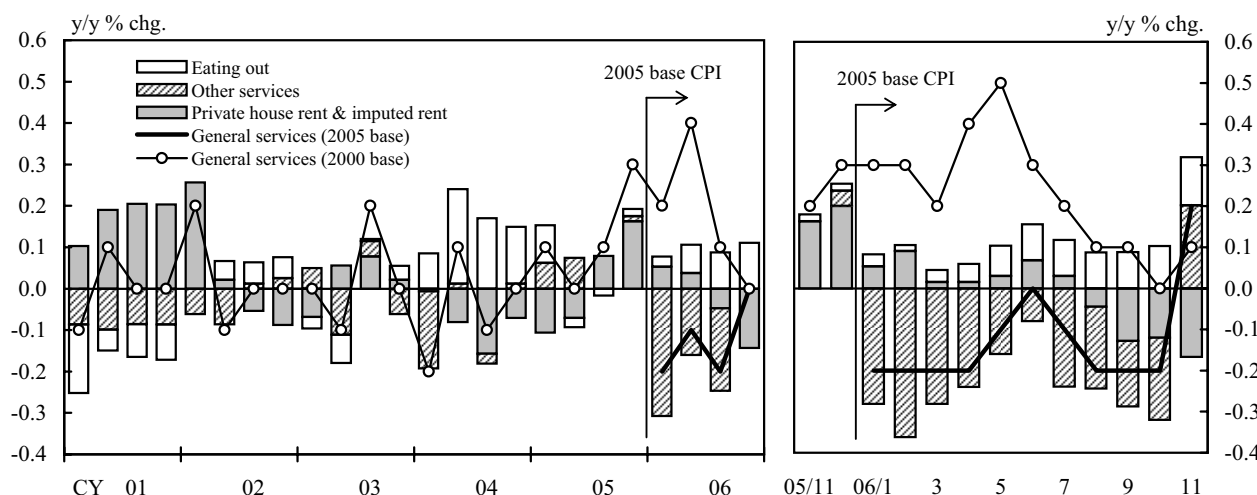 y/y % chg.
0.6
0.5
0.4
0.3
0.2
0.1
0.0
-0.1
-0.2
-0.3
-0.4
Eating out
Other services
Private house rent & imputed rent
General services (2005 base)
General services (2000 base)
2005 base CPI
CY 01 02 03 04 05 06
y/y % chg.
2005 base CPI
0.6
0.5
0.4
0.3
0.2
0.1
0.0
-0.1
-0.2
-0.3
-0.4
05/11 06/1 3 5 7 9 11